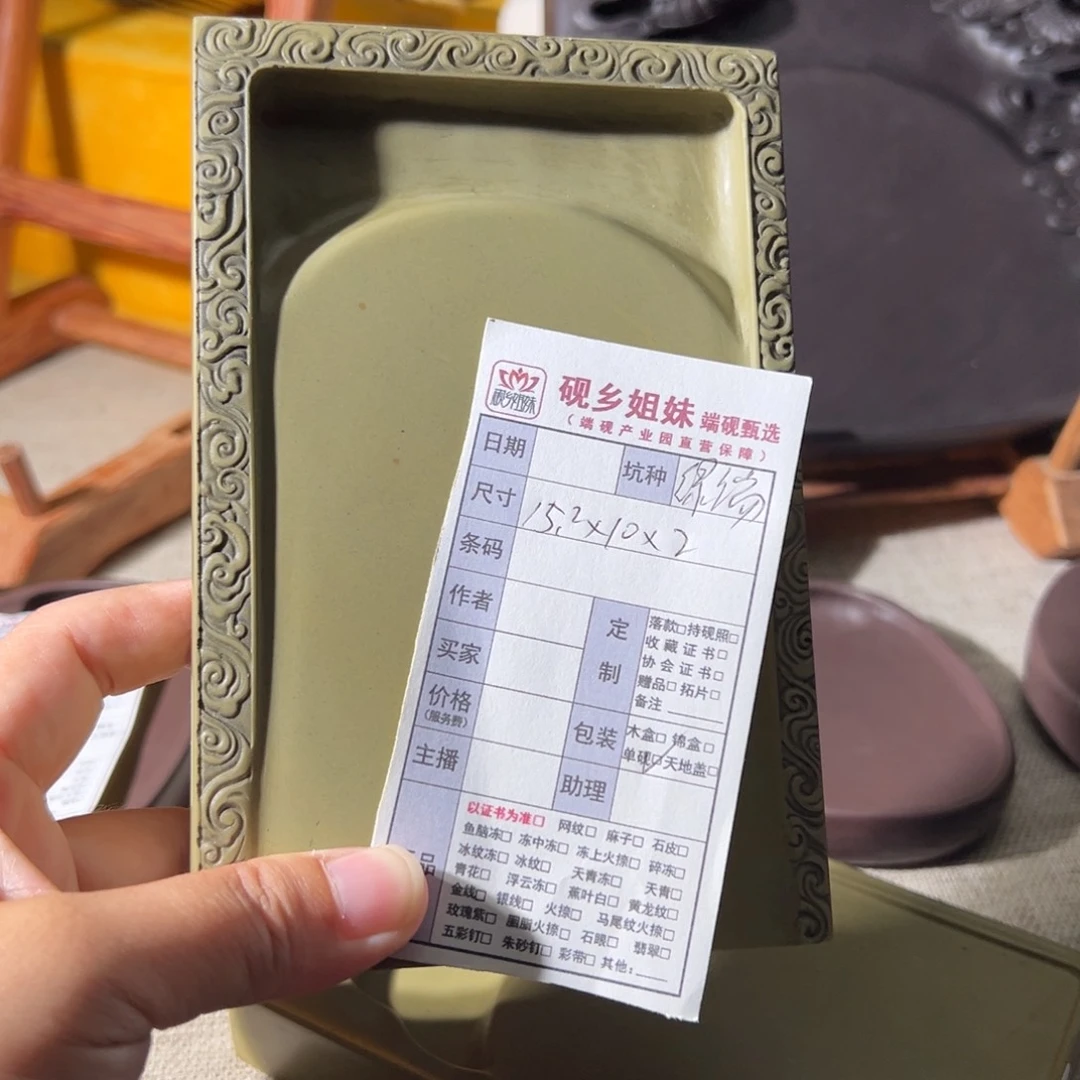 砚乡姐妹
砚乡姐妹 端砚甄选
（端砚产业园直营保障）
日期 坑种 绿端
尺寸 15.2×10×2
条码
作者 定制 落款□ 持砚照□
收藏证书□
买家 协会证书□
赠品□ 拓片□
备注
价格
（服务费）
包装 木盒□ 锦盒□
单砚□ 天地盖□
主播 助理
品
以证书为准□ 网纹□ 麻子□ 石皮□
鱼脑冻□ 冻中冻□ 冻上火捺□ 碎冻□
冰纹冻□ 冰纹□ 天青冻□ 天青□
青花□ 浮云冻□ 蕉叶白□ 黄龙纹□
金线□ 银线□ 火捺□ 马尾纹火捺□
玫瑰紫□ 胭脂火捺□ 石眼□ 翡翠□
五彩钉□ 朱砂钉□ 彩带□ 其他：